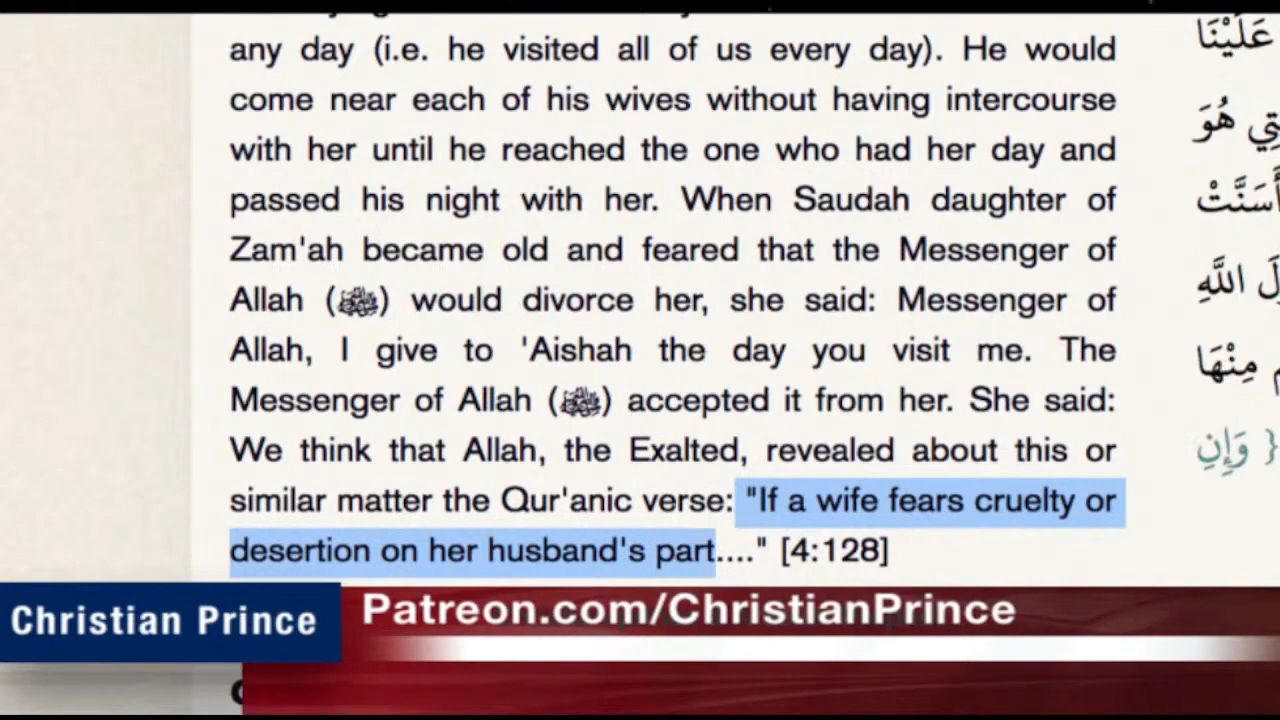 any day (i.e. he visited all of us every day). He would
come near each of his wives without having intercourse
with her until he reached the one who had her day and
passed his night with her. When Saudah daughter of
Zam'ah became old and feared that the Messenger of
Allah (ﷺ) would divorce her, she said: Messenger of
Allah, I give to 'Aishah the day you visit me. The
Messenger of Allah (ﷺ) accepted it from her. She said:
We think that Allah, the Exalted, revealed about this or
similar matter the Qur'anic verse: "If a wife fears cruelty or
desertion on her husband's part...." [4:128]
عَلَيْنَا
هُوَ
أَسَنَّتْ
اللَّهِ
مِنْهَا
{ وَإِنِ
Christian Prince
Patreon.com/ChristianPrince